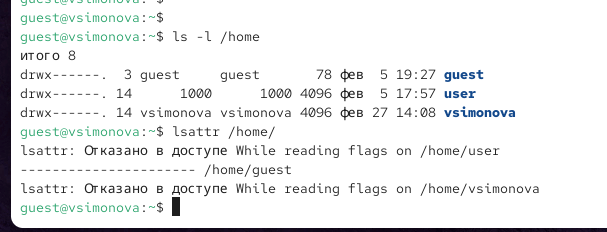 guest@vsimonova:~$
guest@vsimonova:~$ ls -l /home
итого 8
drwx------.  3 guest     guest       78 фев  5 19:27 guest
drwx------. 14      1000      1000 4096 фев  5 17:57 user
drwx------. 14 vsimonova vsimonova 4096 фев 27 14:08 vsimonova
guest@vsimonova:~$ lsattr /home/
lsattr: Отказано в доступе While reading flags on /home/user
---------------------- /home/guest
lsattr: Отказано в доступе While reading flags on /home/vsimonova
guest@vsimonova:~$